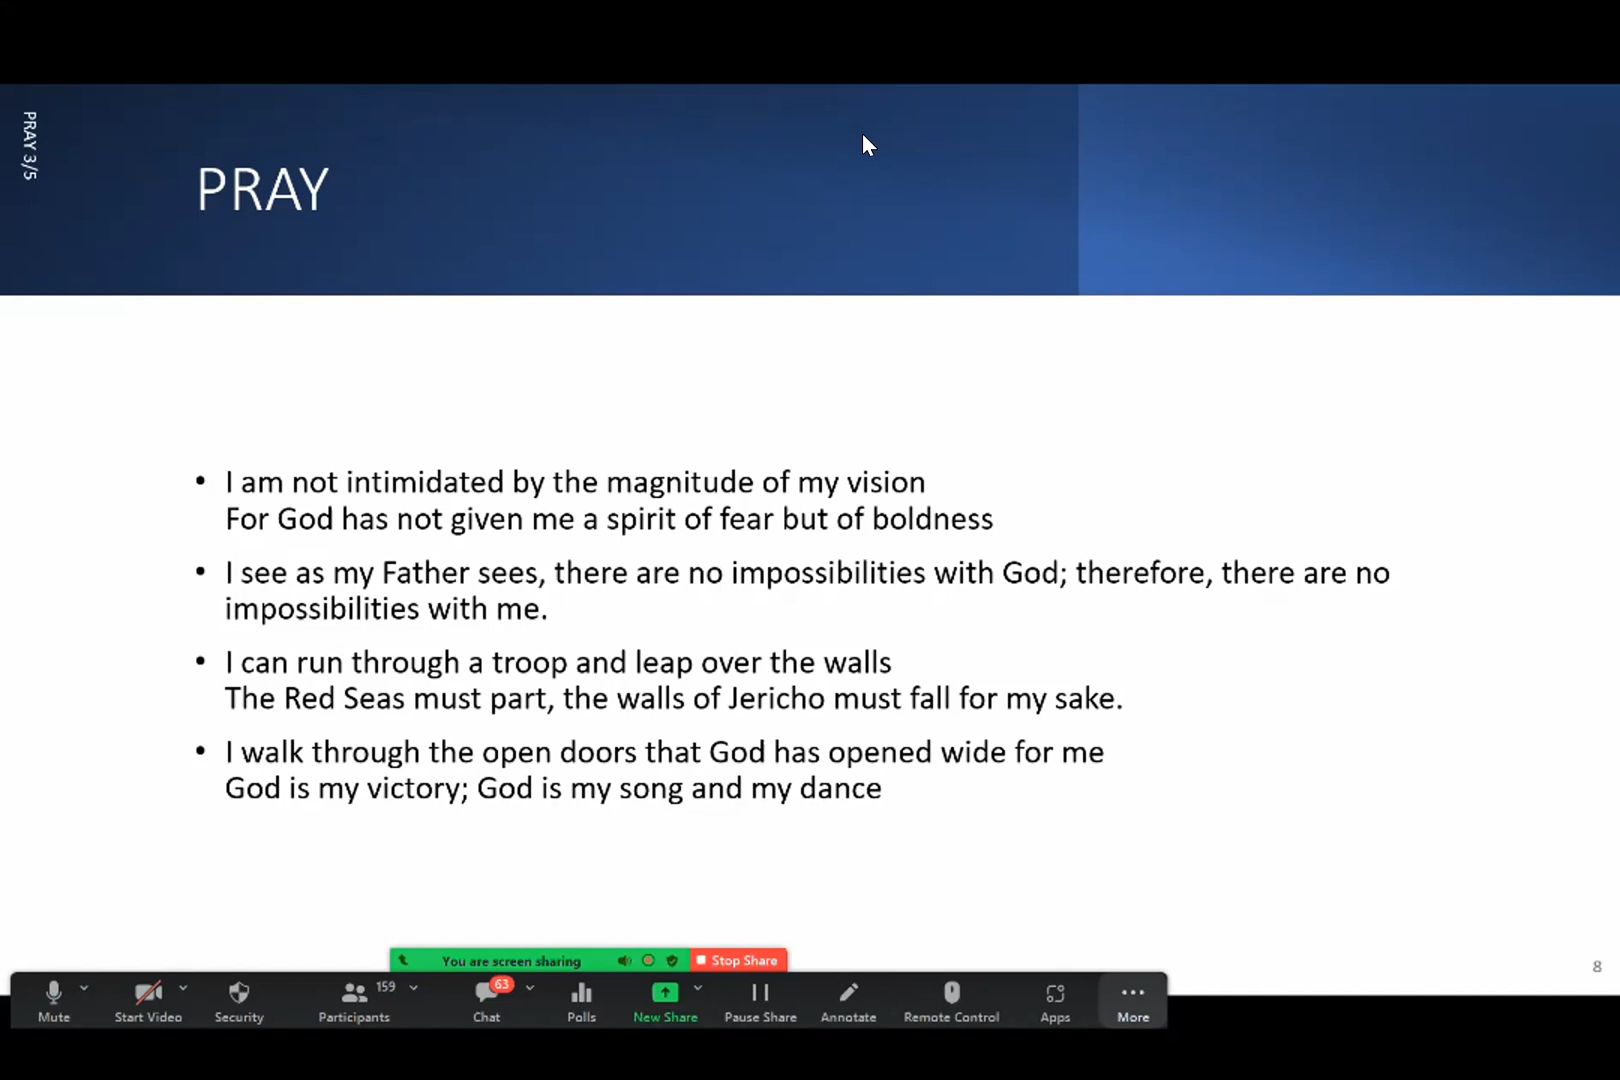 PRAY 3/5
PRAY
• I am not intimidated by the magnitude of my vision
For God has not given me a spirit of fear but of boldness
• I see as my Father sees, there are no impossibilities with God; therefore, there are no
impossibilities with me.
• I can run through a troop and leap over the walls
The Red Seas must part, the walls of Jericho must fall for my sake.
• I walk through the open doors that God has opened wide for me
God is my victory; God is my song and my dance
8
You are screen sharing Stop Share
159 63
Mute Start Video Security Participants Chat Polls New Share Pause Share Annotate Remote Control Apps More